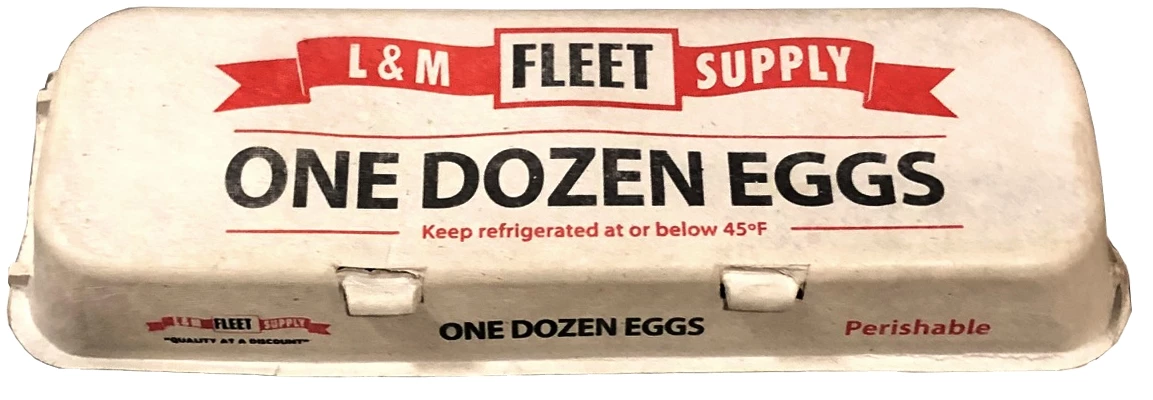 L & M FLEET SUPPLY
ONE DOZEN EGGS
Keep refrigerated at or below 45ºF
L & M FLEET SUPPLY
"QUALITY AT A DISCOUNT"
ONE DOZEN EGGS
Perishable